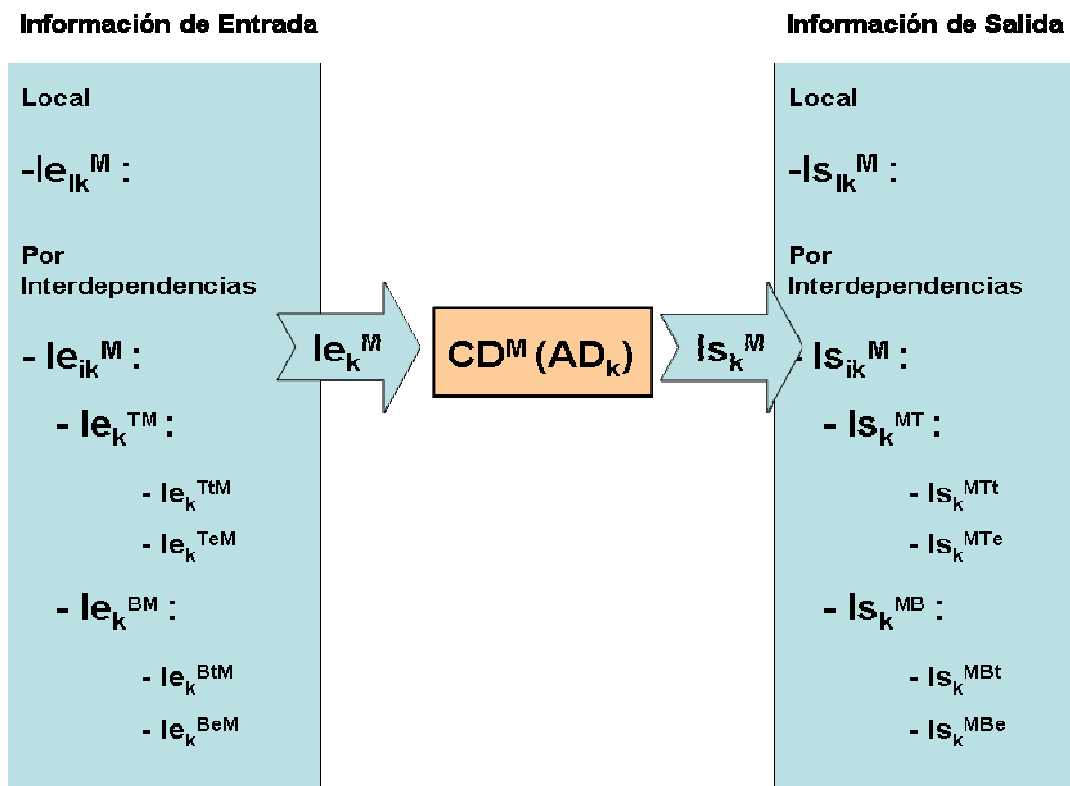 Información de Entrada
Local
-Ie_lk^M :
Por
Interdependencias
- Ie_ik^M :
- Ie_k^TM :
- Ie_k^TtM
- Ie_k^TeM
- Ie_k^BM :
- Ie_k^BtM
- Ie_k^BeM
Ie_k^M
CD^M (AD_k)
Is_k^M
Información de Salida
Local
-Is_lk^M :
Por
Interdependencias
- Is_ik^M :
- Is_k^MT :
- Is_k^MTt
- Is_k^MTe
- Is_k^MB :
- Is_k^MBt
- Is_k^MBe